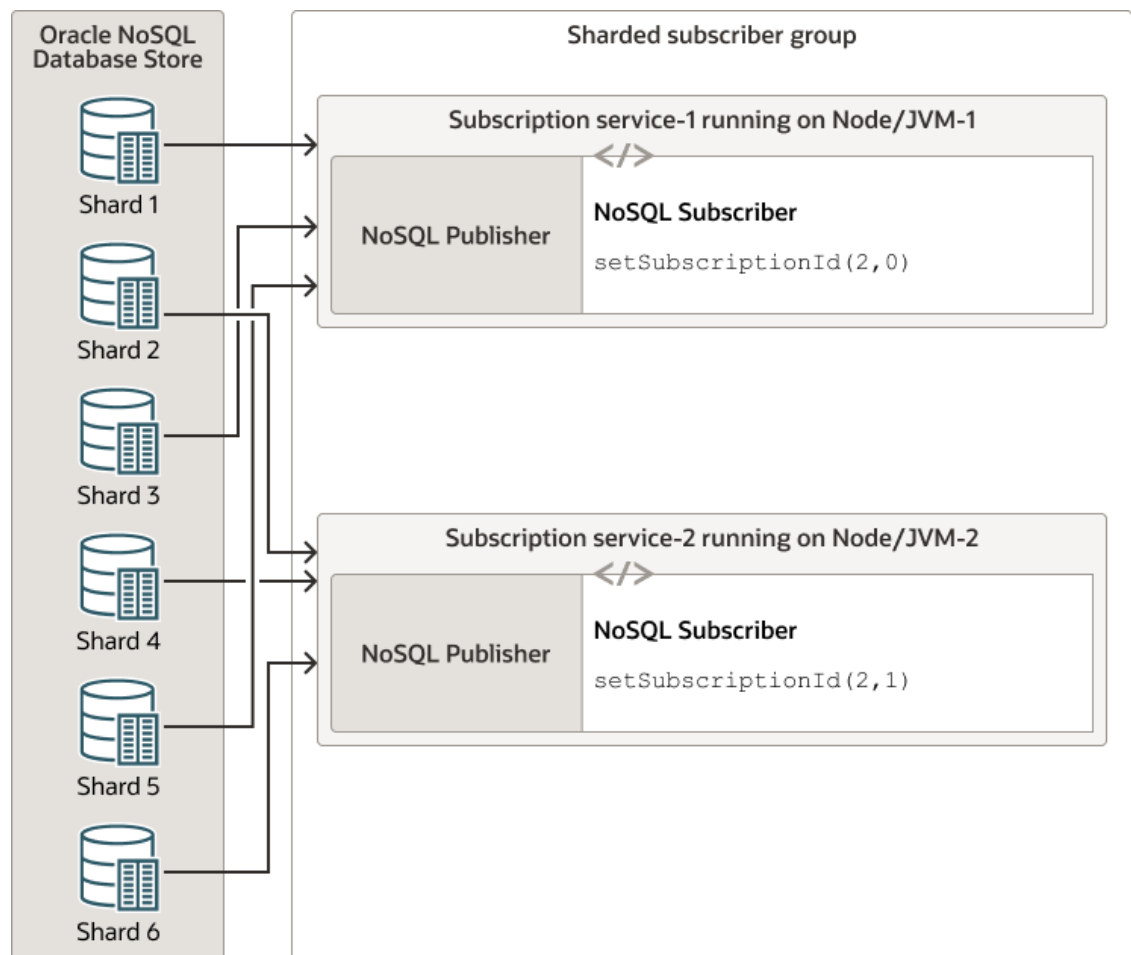 Oracle NoSQL
Database Store
Shard 1
Shard 2
Shard 3
Shard 4
Shard 5
Shard 6
Sharded subscriber group
Subscription service-1 running on Node/JVM-1
</>
NoSQL Publisher
NoSQL Subscriber
setSubscriptionId(2,0)
Subscription service-2 running on Node/JVM-2
</>
NoSQL Publisher
NoSQL Subscriber
setSubscriptionId(2,1)